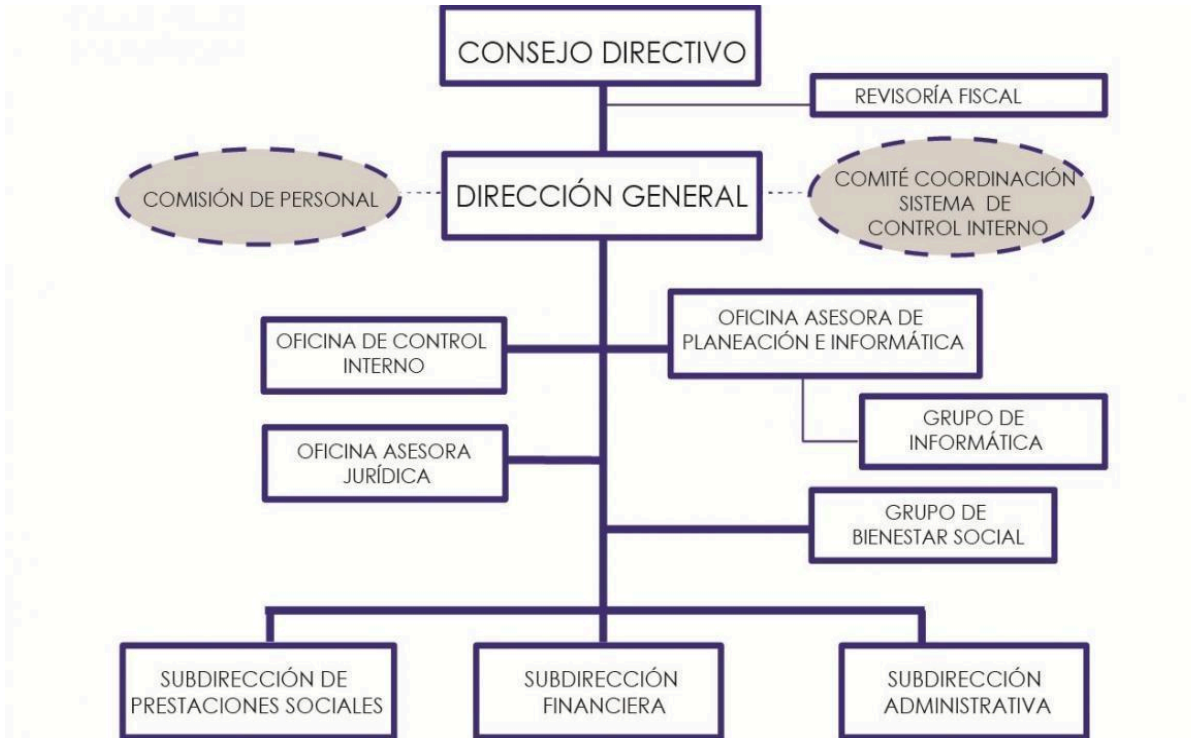 CONSEJO DIRECTIVO
REVISORÍA FISCAL
COMISIÓN DE PERSONAL
DIRECCIÓN GENERAL
COMITÉ COORDINACIÓN
SISTEMA DE
CONTROL INTERNO
OFICINA DE CONTROL
INTERNO
OFICINA ASESORA DE
PLANEACIÓN E INFORMÁTICA
GRUPO DE
INFORMÁTICA
OFICINA ASESORA
JURÍDICA
GRUPO DE
BIENESTAR SOCIAL
SUBDIRECCIÓN DE
PRESTACIONES SOCIALES
SUBDIRECCIÓN
FINANCIERA
SUBDIRECCIÓN
ADMINISTRATIVA